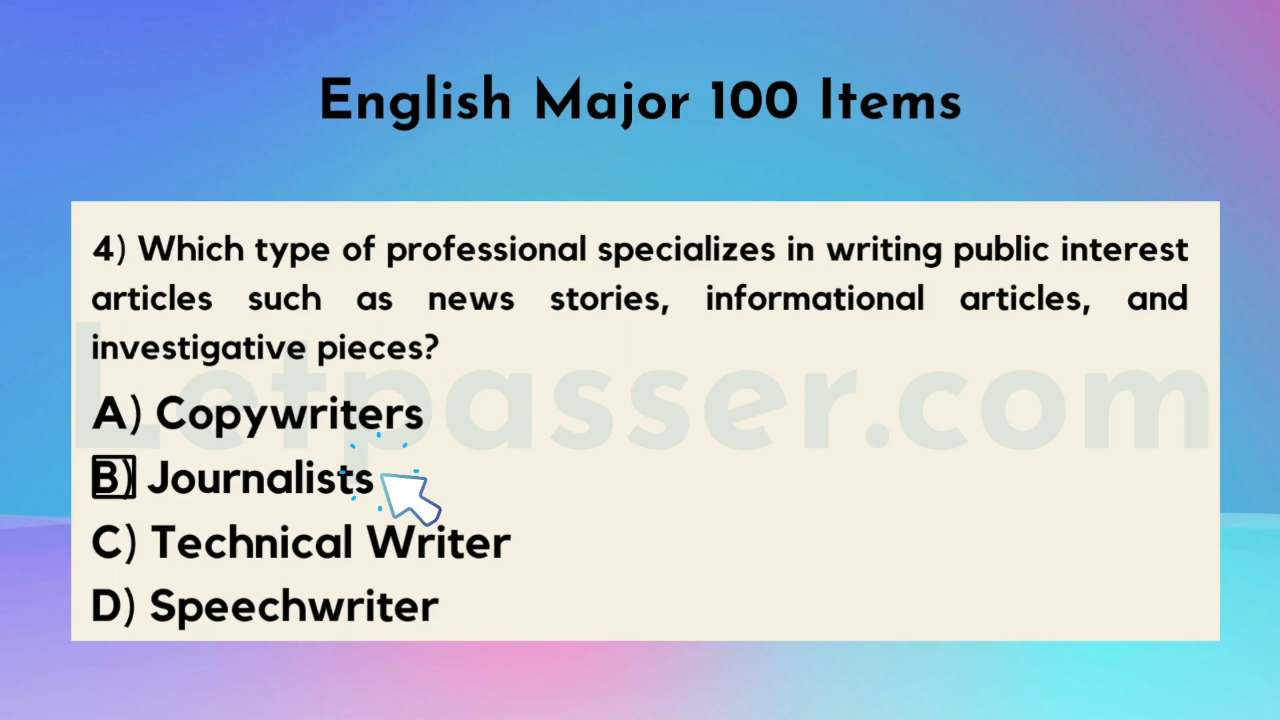 English Major 100 Items
4) Which type of professional specializes in writing public interest
articles such as news stories, informational articles, and
investigative pieces?
Letpasser.com
A) Copywriters
B) Journalists
C) Technical Writer
D) Speechwriter